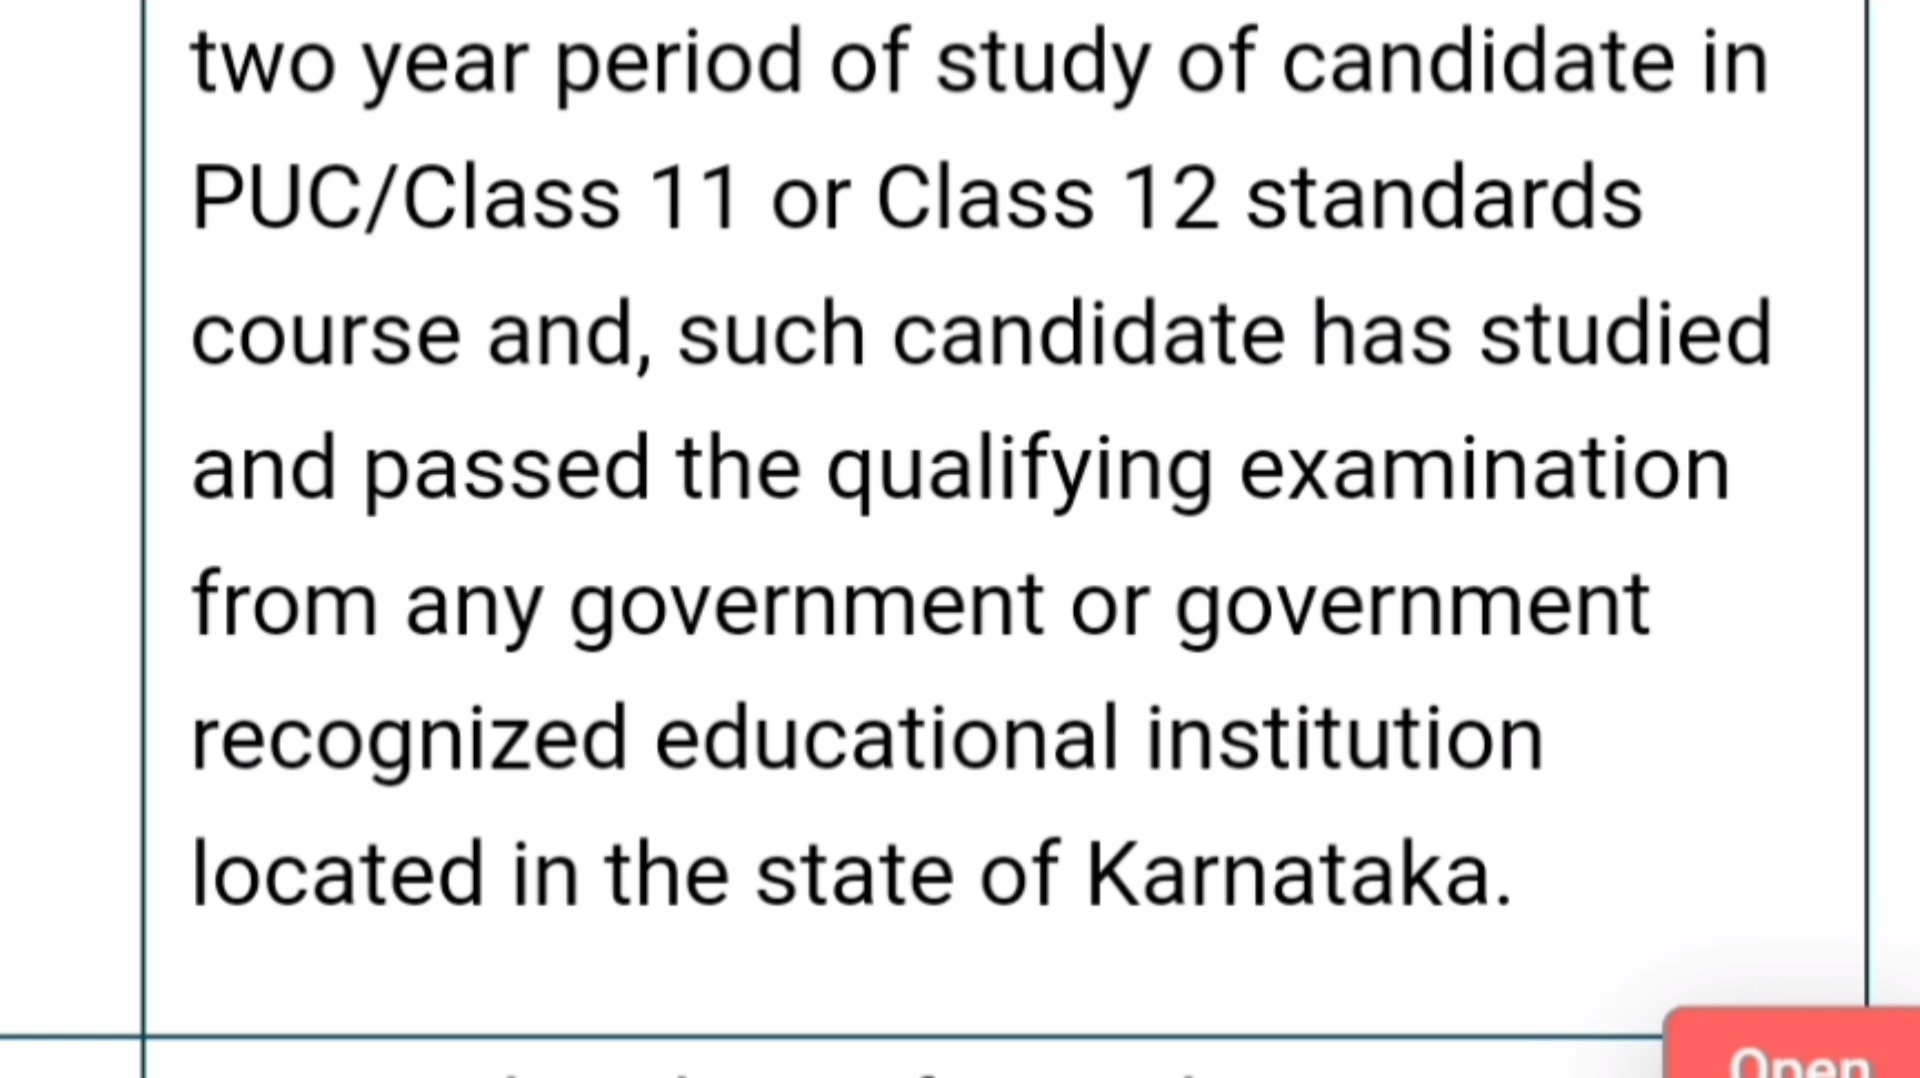 two year period of study of candidate in
PUC/Class 11 or Class 12 standards
course and, such candidate has studied
and passed the qualifying examination
from any government or government
recognized educational institution
located in the state of Karnataka.
Open